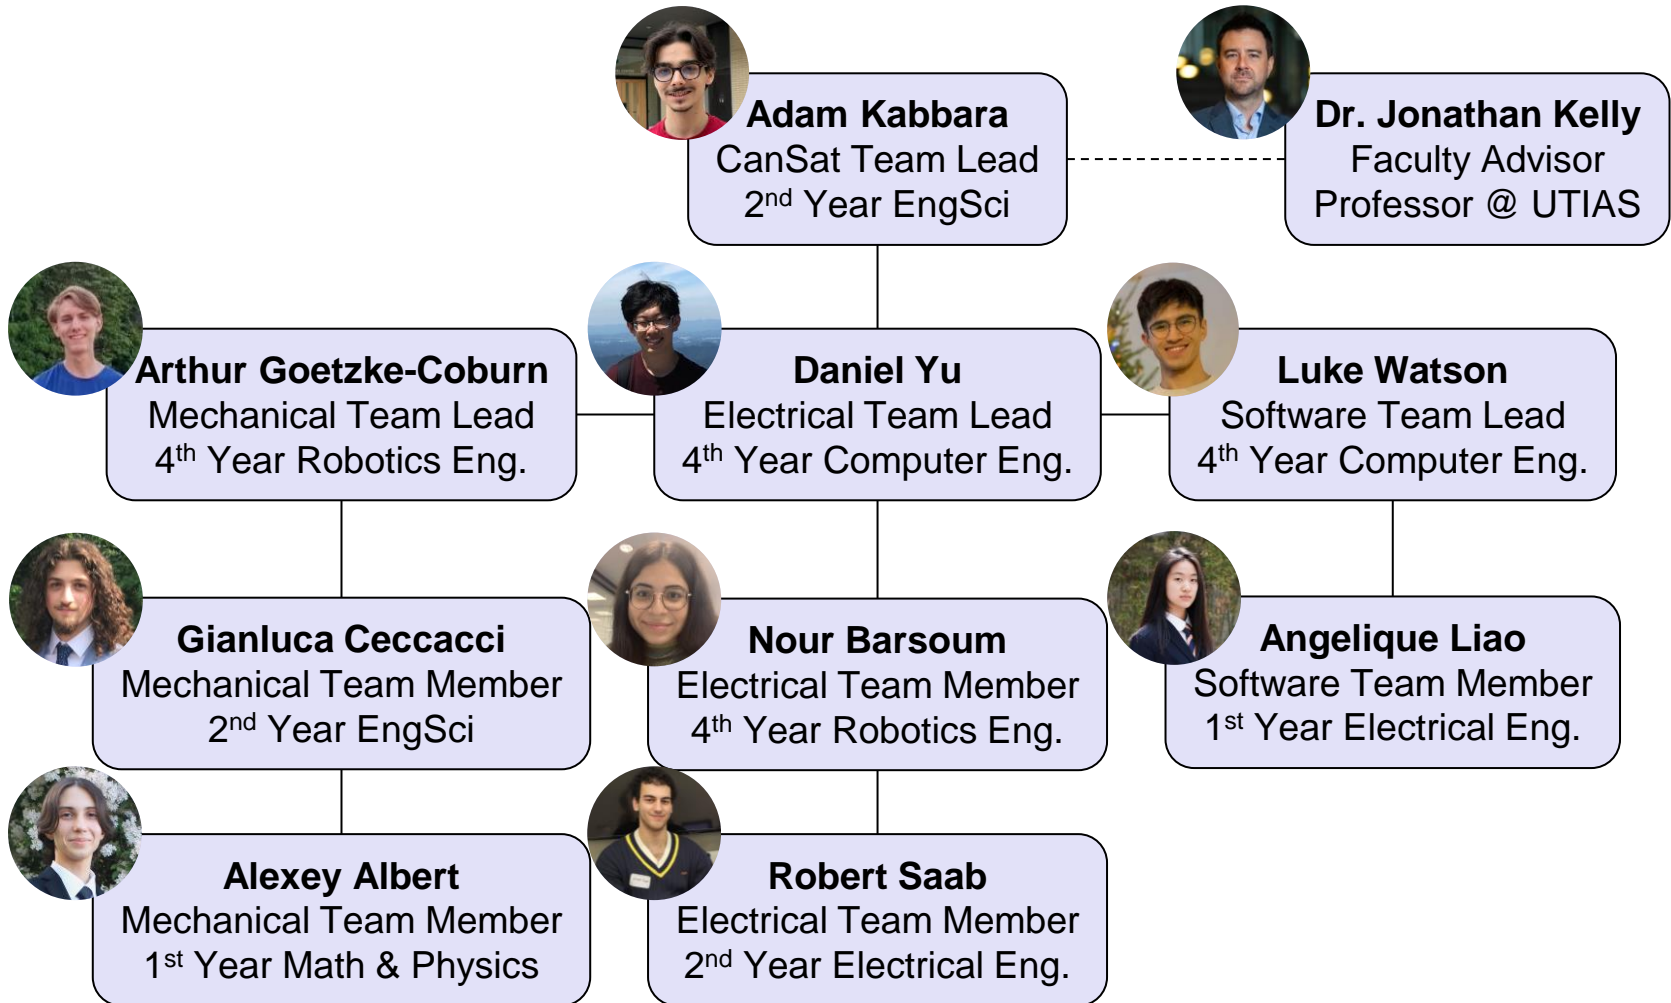 Adam Kabbara
CanSat Team Lead
2nd Year EngSci
Dr. Jonathan Kelly
Faculty Advisor
Professor @ UTIAS
Arthur Goetzke-Coburn
Mechanical Team Lead
4th Year Robotics Eng.
Daniel Yu
Electrical Team Lead
4th Year Computer Eng.
Luke Watson
Software Team Lead
4th Year Computer Eng.
Gianluca Ceccacci
Mechanical Team Member
2nd Year EngSci
Nour Barsoum
Electrical Team Member
4th Year Robotics Eng.
Angelique Liao
Software Team Member
1st Year Electrical Eng.
Alexey Albert
Mechanical Team Member
1st Year Math & Physics
Robert Saab
Electrical Team Member
2nd Year Electrical Eng.